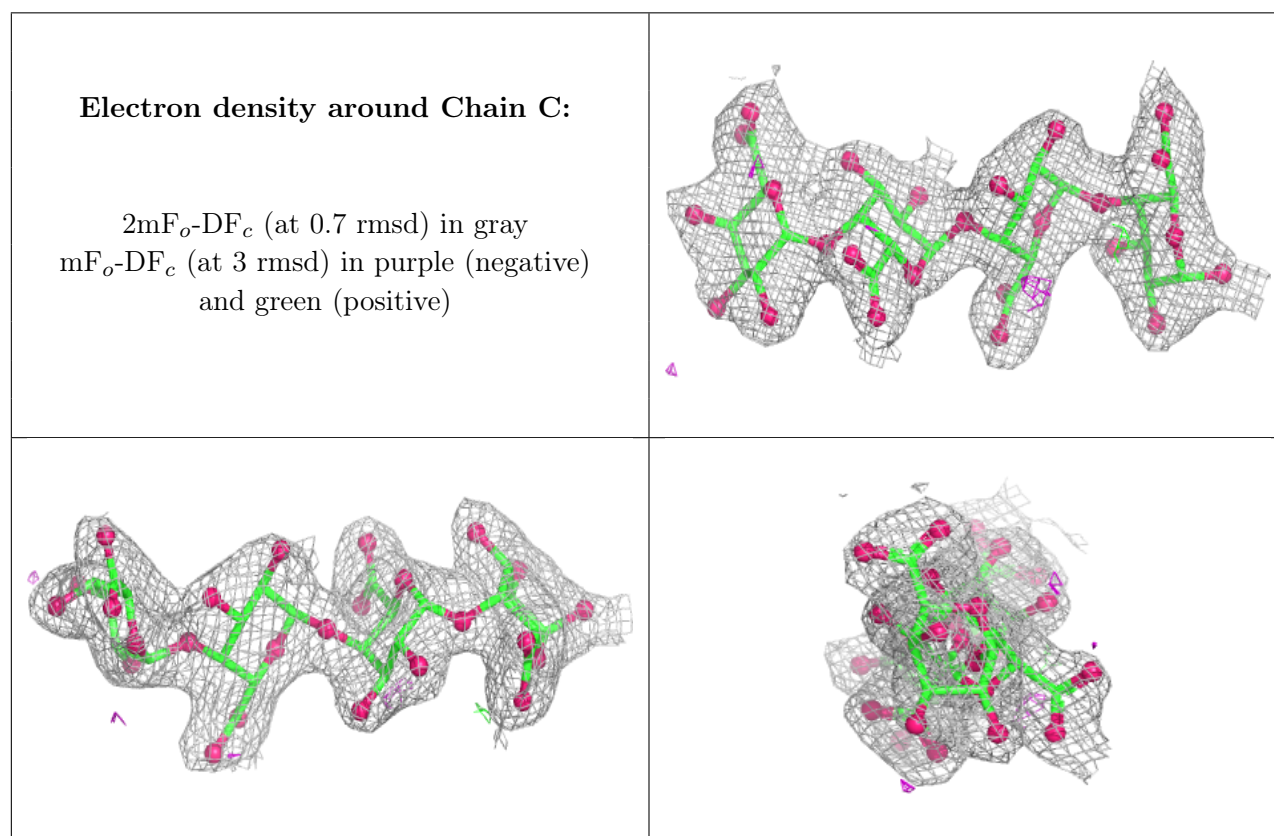 Electron density around Chain C:
2mFₒ-DF𝒸 (at 0.7 rmsd) in gray
mFₒ-DF𝒸 (at 3 rmsd) in purple (negative)
and green (positive)